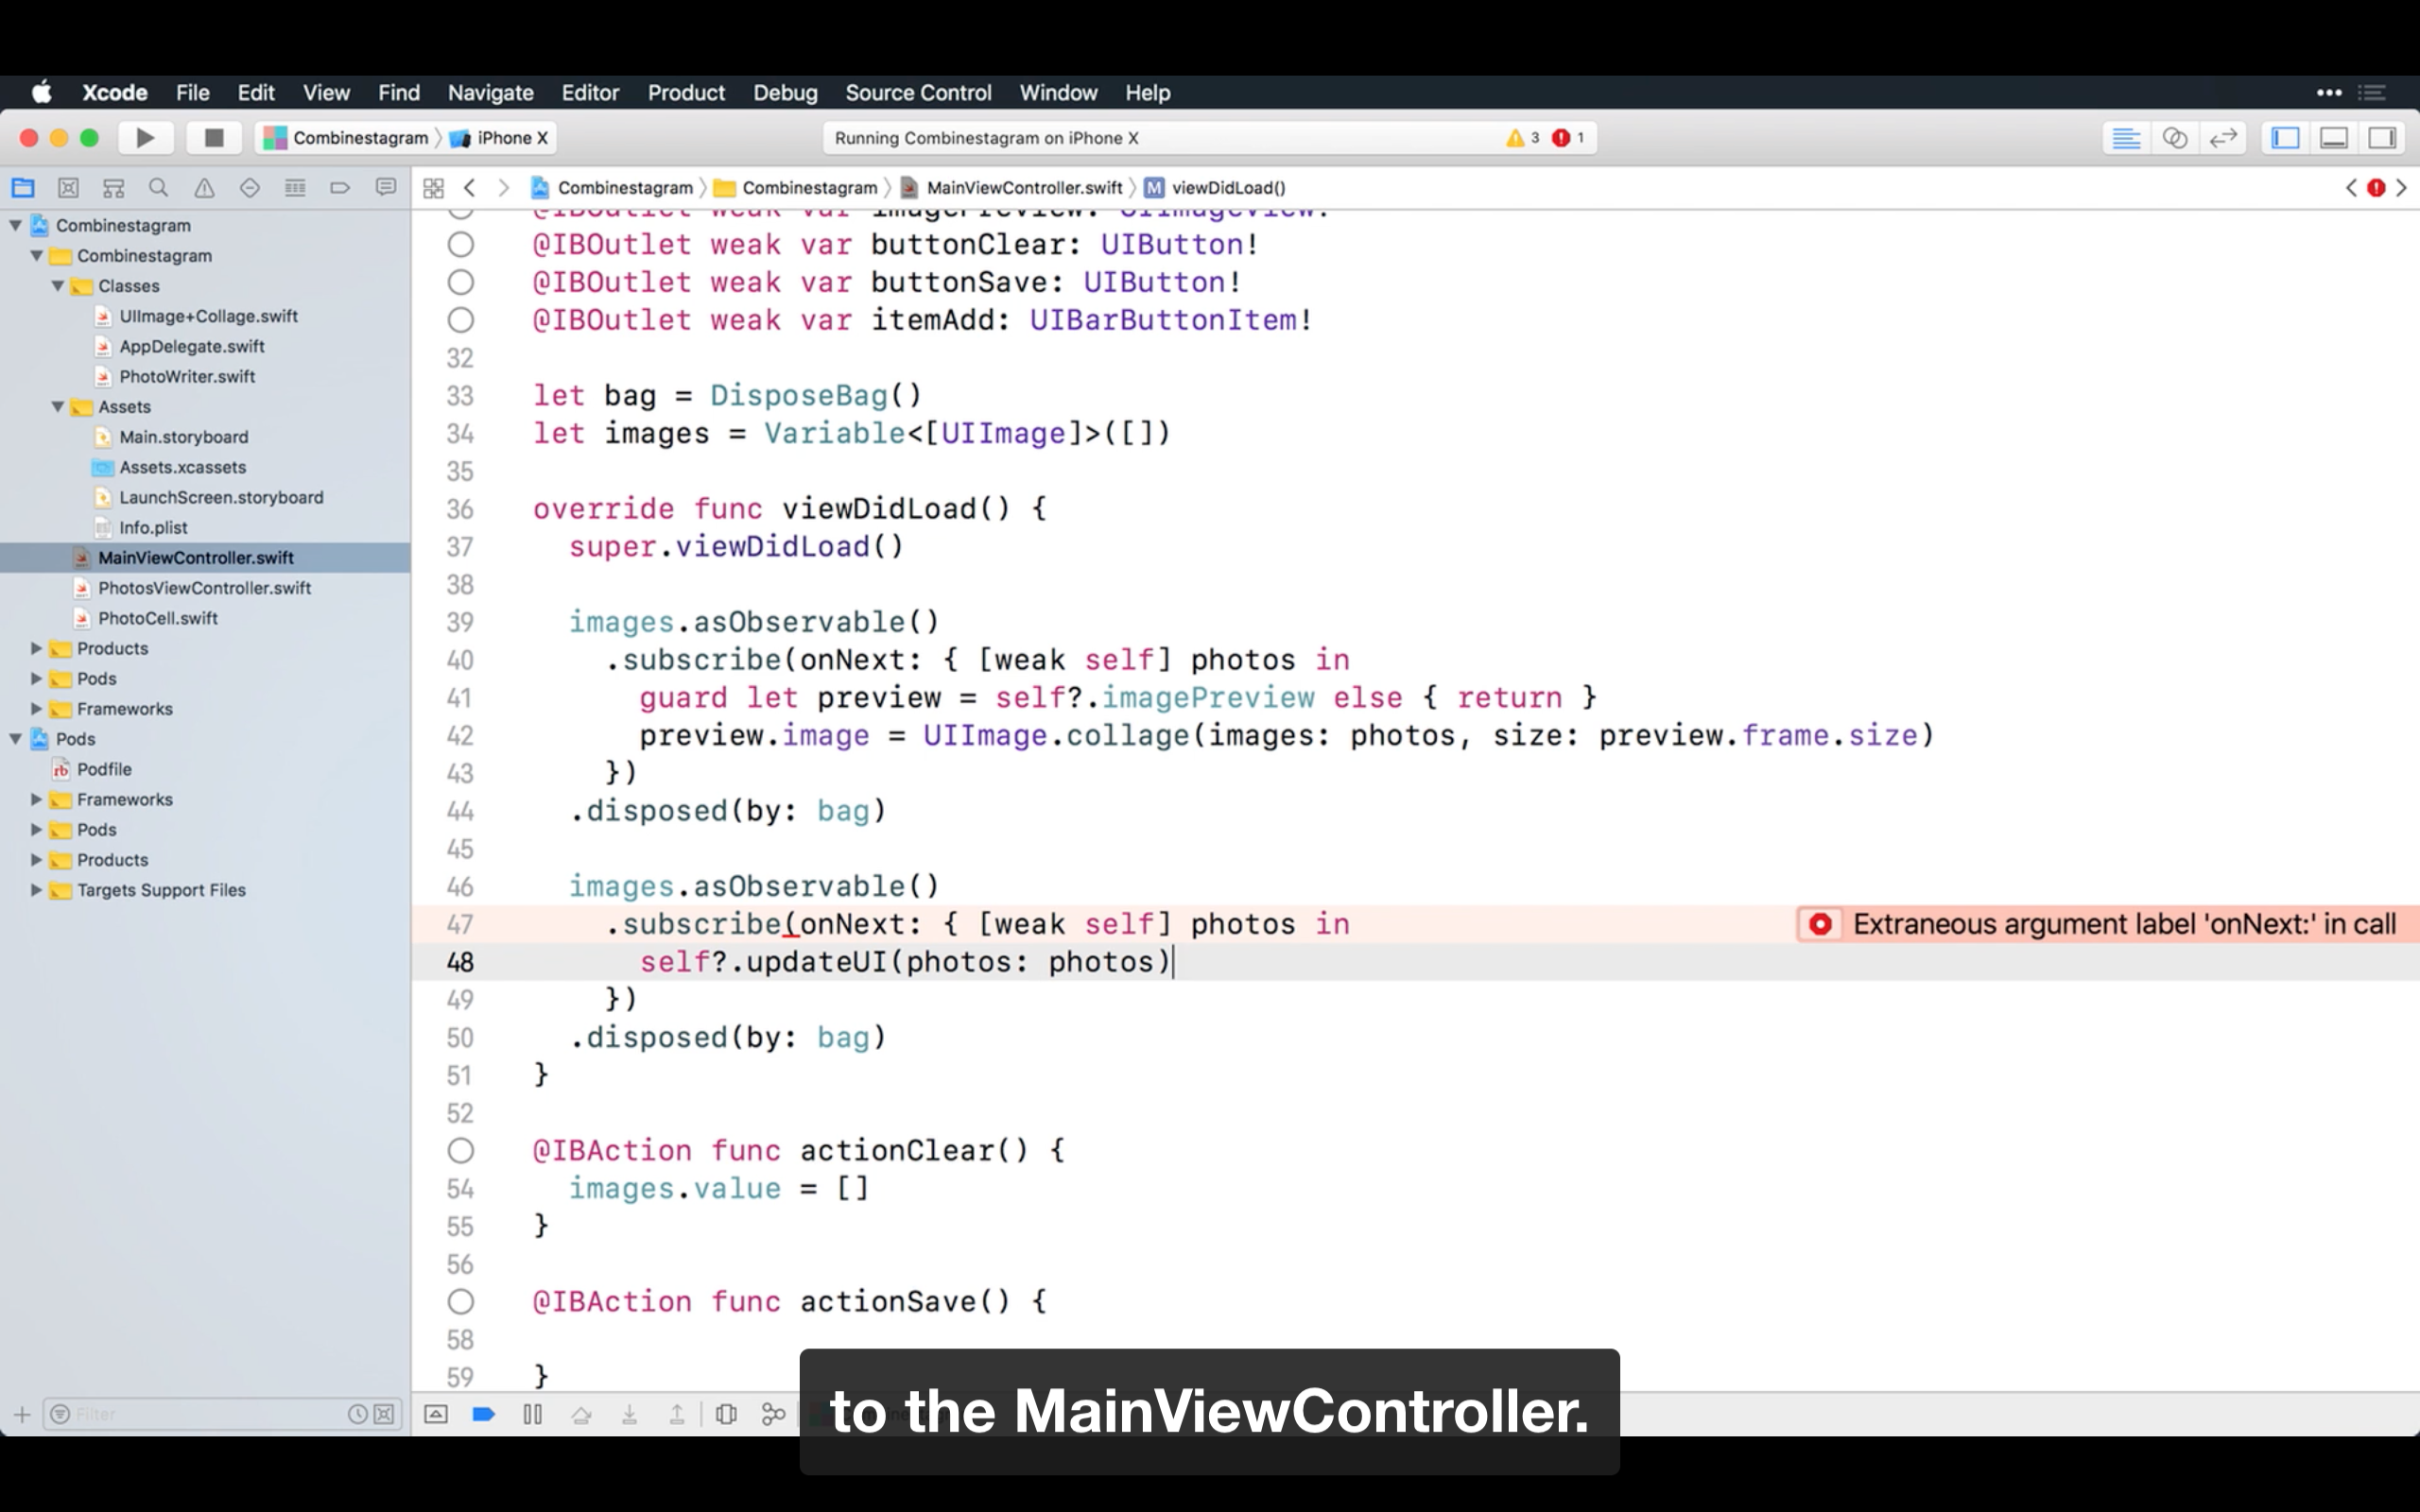 Xcode File Edit View Find Navigate Editor Product Debug Source Control Window Help
Combinestagram iPhone X
Running Combinestagram on iPhone X 3 1
Combinestagram Combinestagram MainViewController.swift M viewDidLoad()
Combinestagram
Combinestagram
Classes
UIImage+Collage.swift
AppDelegate.swift
PhotoWriter.swift
Assets
Main.storyboard
Assets.xcassets
LaunchScreen.storyboard
Info.plist
MainViewController.swift
PhotosViewController.swift
PhotoCell.swift
Products
Pods
Frameworks
Pods
Podfile
Frameworks
Pods
Products
Targets Support Files
Filter
@IBOutlet weak var imagePreview: UIImageView!
@IBOutlet weak var buttonClear: UIButton!
@IBOutlet weak var buttonSave: UIButton!
@IBOutlet weak var itemAdd: UIBarButtonItem!
32
33 let bag = DisposeBag()
34 let images = Variable<[UIImage]>([])
35
36 override func viewDidLoad() {
37 super.viewDidLoad()
38
39 images.asObservable()
40 .subscribe(onNext: { [weak self] photos in
41 guard let preview = self?.imagePreview else { return }
42 preview.image = UIImage.collage(images: photos, size: preview.frame.size)
43 })
44 .disposed(by: bag)
45
46 images.asObservable()
47 .subscribe(onNext: { [weak self] photos in Extraneous argument label 'onNext:' in call
48 self?.updateUI(photos: photos)
49 })
50 .disposed(by: bag)
51 }
52
@IBAction func actionClear() {
54 images.value = []
55 }
56
@IBAction func actionSave() {
58
59 }
to the MainViewController.